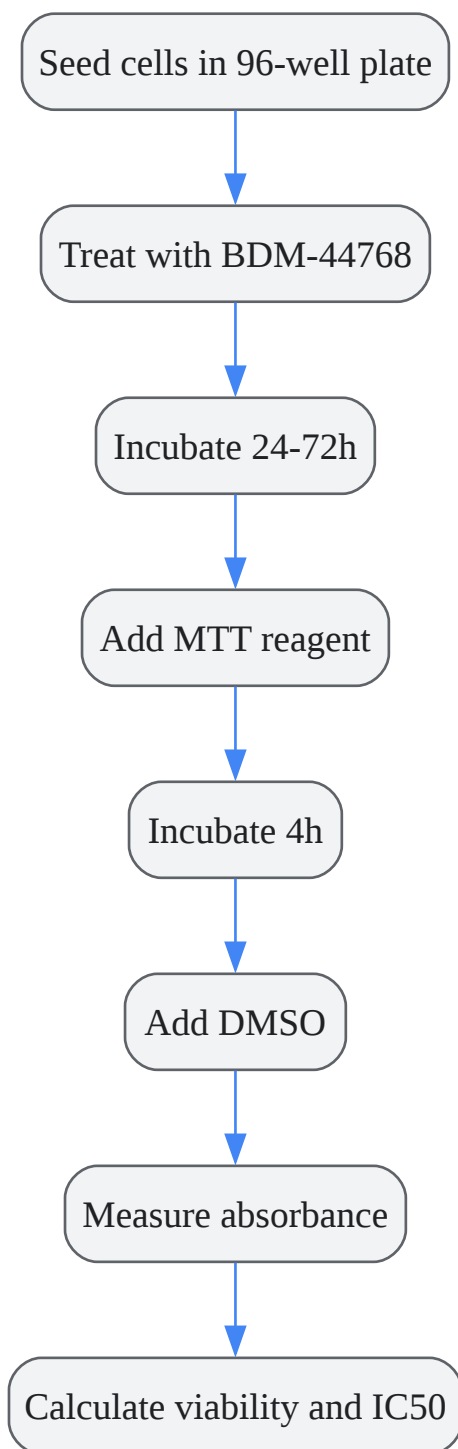 Seed cells in 96-well plate
Treat with BDM-44768
Incubate 24-72h
Add MTT reagent
Incubate 4h
Add DMSO
Measure absorbance
Calculate viability and IC50